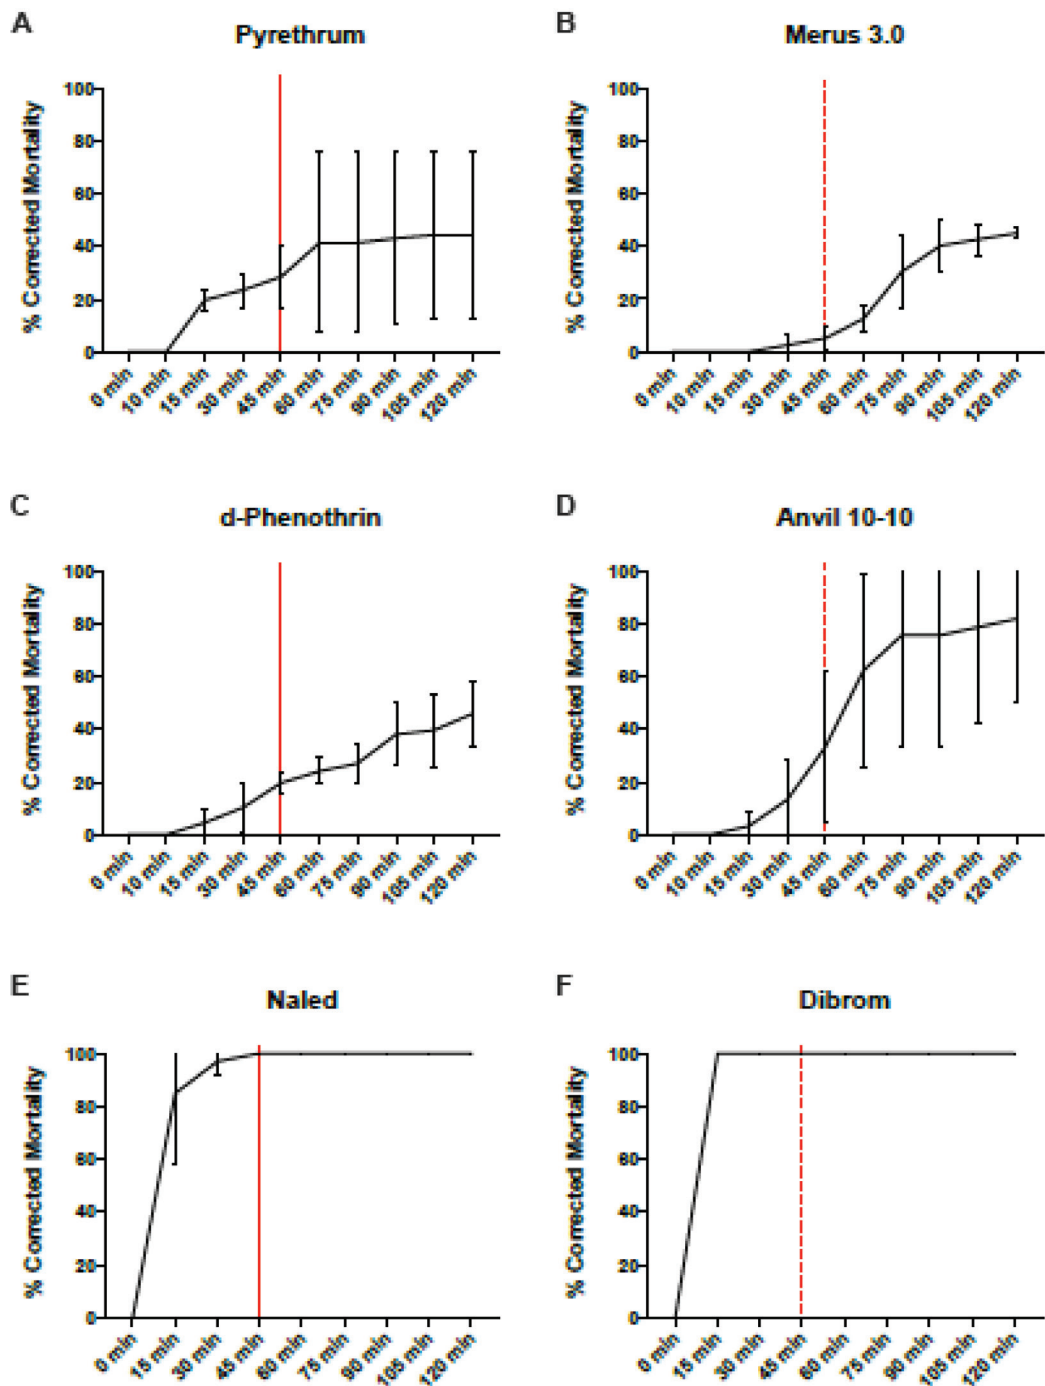 A
Pyrethrum
% Corrected Mortality
100
80
60
40
20
0
0 min
10 min
15 min
30 min
45 min
60 min
75 min
90 min
105 min
120 min
B
Merus 3.0
% Corrected Mortality
100
80
60
40
20
0
0 min
10 min
15 min
30 min
45 min
60 min
75 min
90 min
105 min
120 min
C
d-Phenothrin
% Corrected Mortality
100
80
60
40
20
0
0 min
10 min
15 min
30 min
45 min
60 min
75 min
90 min
105 min
120 min
D
Anvil 10-10
% Corrected Mortality
100
80
60
40
20
0
0 min
10 min
15 min
30 min
45 min
60 min
75 min
90 min
105 min
120 min
E
Naled
% Corrected Mortality
100
80
60
40
20
0
0 min
15 min
30 min
45 min
60 min
75 min
90 min
105 min
120 min
F
Dibrom
% Corrected Mortality
100
80
60
40
20
0
0 min
15 min
30 min
45 min
60 min
75 min
90 min
105 min
120 min